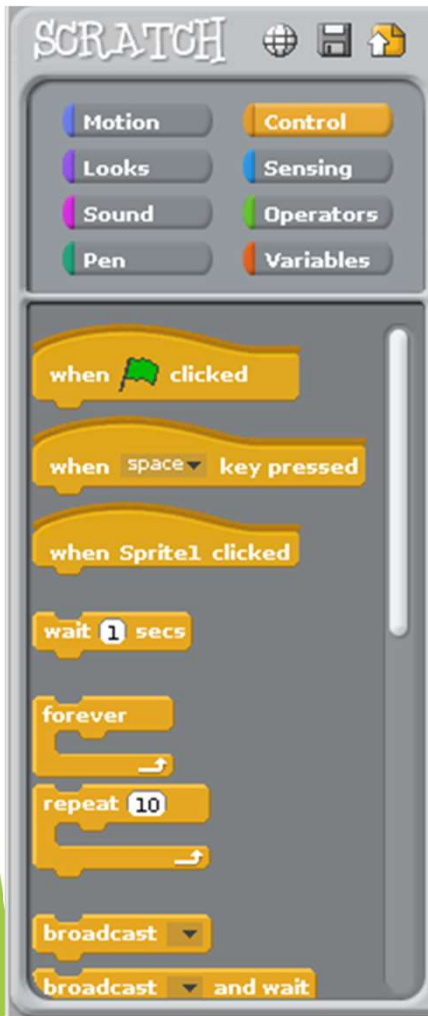 SCRATCH
Motion Control
Looks Sensing
Sound Operators
Pen Variables
when clicked
when space key pressed
when Sprite1 clicked
wait 1 secs
forever
repeat 10
broadcast
broadcast and wait